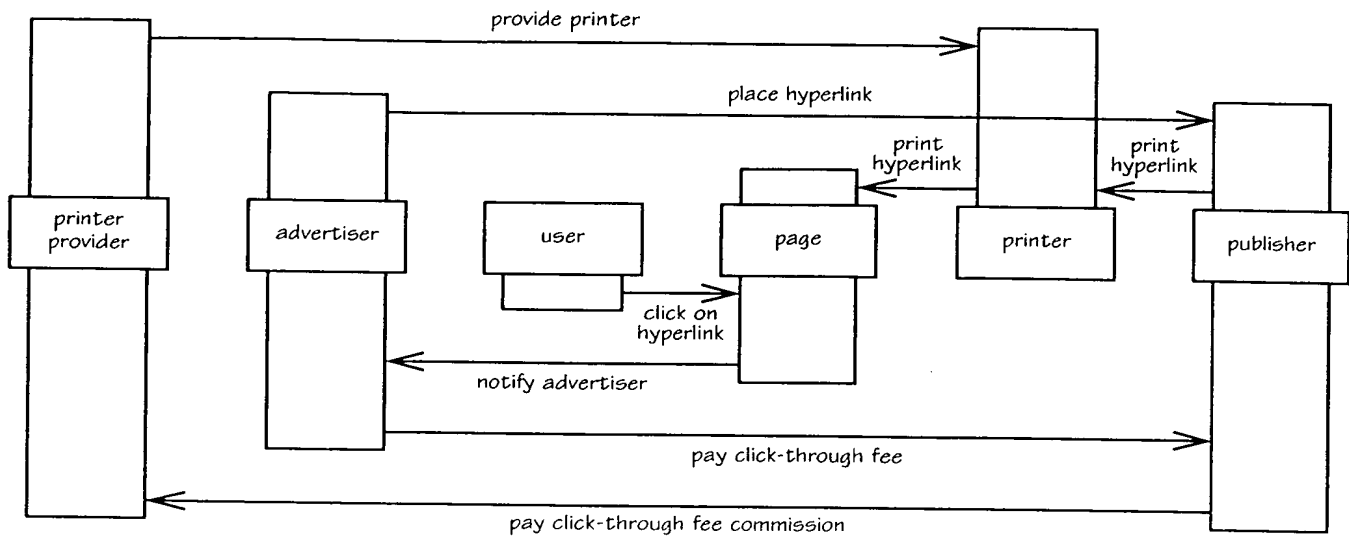 provide printer
place hyperlink
print
hyperlink
print
hyperlink
printer
provider
advertiser
user
page
printer
publisher
click on
hyperlink
notify advertiser
pay click-through fee
pay click-through fee commission